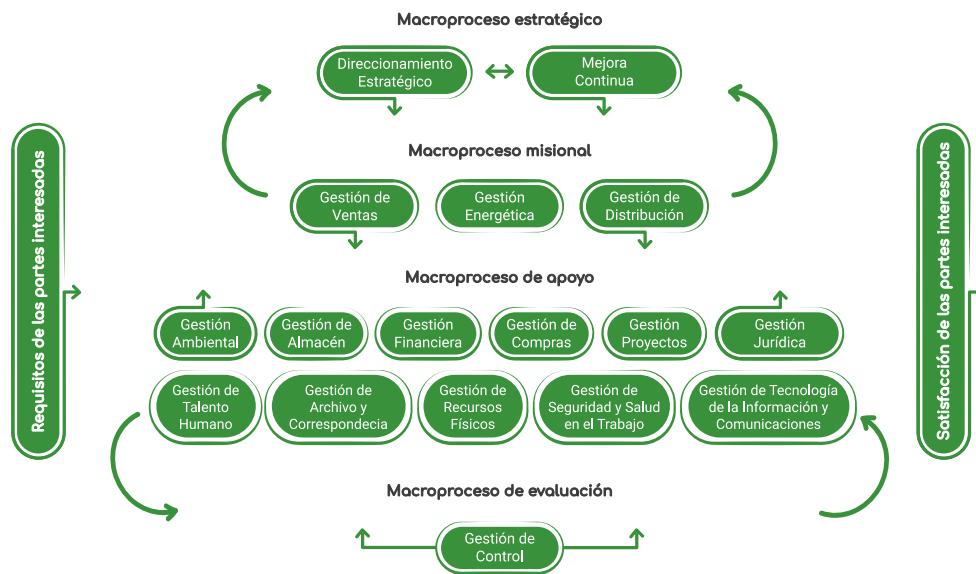 Macroproceso estratégico
Direccionamiento
Estratégico
Mejora
Continua
Macroproceso misional
Gestión de
Ventas
Gestión
Energética
Gestión de
Distribución
Requisitos de las partes interesadas
Satisfacción de las partes interesadas
Macroproceso de apoyo
Gestión
Ambiental
Gestión de
Almacén
Gestión
Financiera
Gestión de
Compras
Gestión
Proyectos
Gestión
Jurídica
Gestión de
Talento
Humano
Gestión de
Archivo y
Correspondecia
Gestión de
Recursos
Físicos
Gestión de
Seguridad y Salud
en el Trabajo
Gestión de Tecnología
de la Información y
Comunicaciones
Macroproceso de evaluación
Gestión de
Control